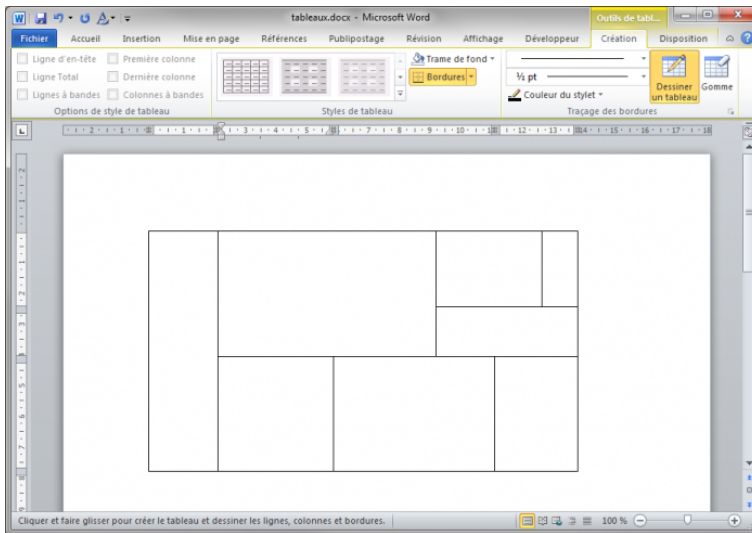 tableaux.docx - Microsoft Word
Outils de tabl...
Fichier Accueil Insertion Mise en page Références Publipostage Révision Affichage Développeur Création Disposition
Ligne d'en-tête Première colonne
Ligne Total Dernière colonne
Lignes à bandes Colonnes à bandes
Options de style de tableau
Styles de tableau
Trame de fond
Bordures
½ pt
Couleur du stylet
Dessiner
un tableau
Gomme
Traçage des bordures
Cliquer et faire glisser pour créer le tableau et dessiner les lignes, colonnes et bordures.
100 %